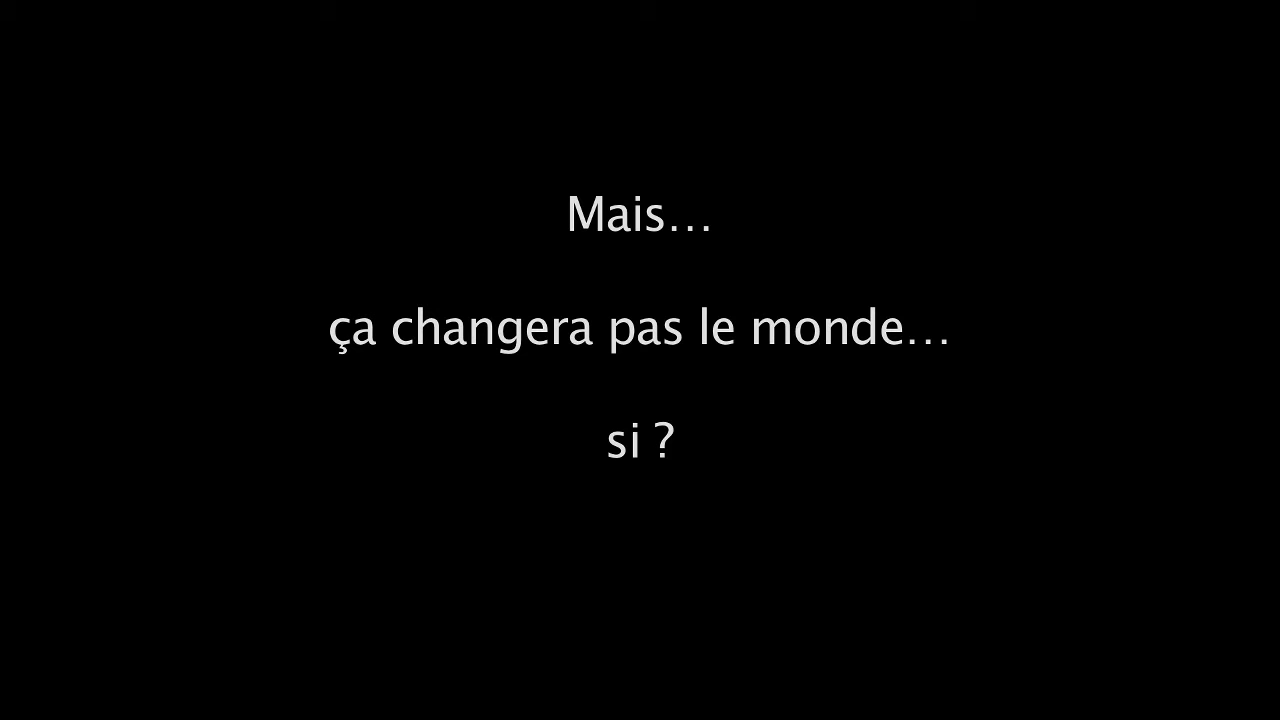 Mais…
ça changera pas le monde…
si ?